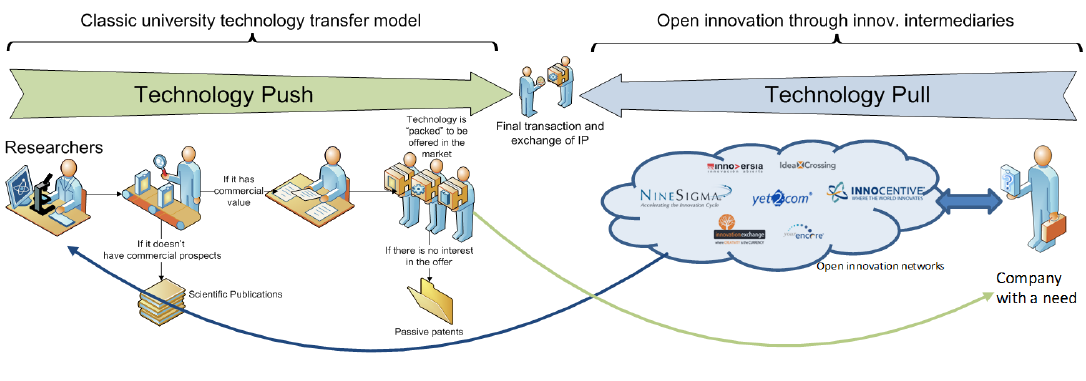 Classic university technology transfer model
Open innovation through innov. intermediaries
Technology Push
Technology Pull
Final transaction and
exchange of IP
Researchers
If it has
commercial
value
Technology is
"packed" to be
offered in the
market
If it doesn't
have commercial prospects
Scientific Publications
If there is no interest
in the offer
Passive patents
innoversia
IdeaXCrossing
NINESIGMA
Accelerating the Innovation Cycle
yet2com
INNOCENTIVE
WHERE THE WORLD INNOVATES
innovationexchange
encore
Open innovation networks
Company
with a need